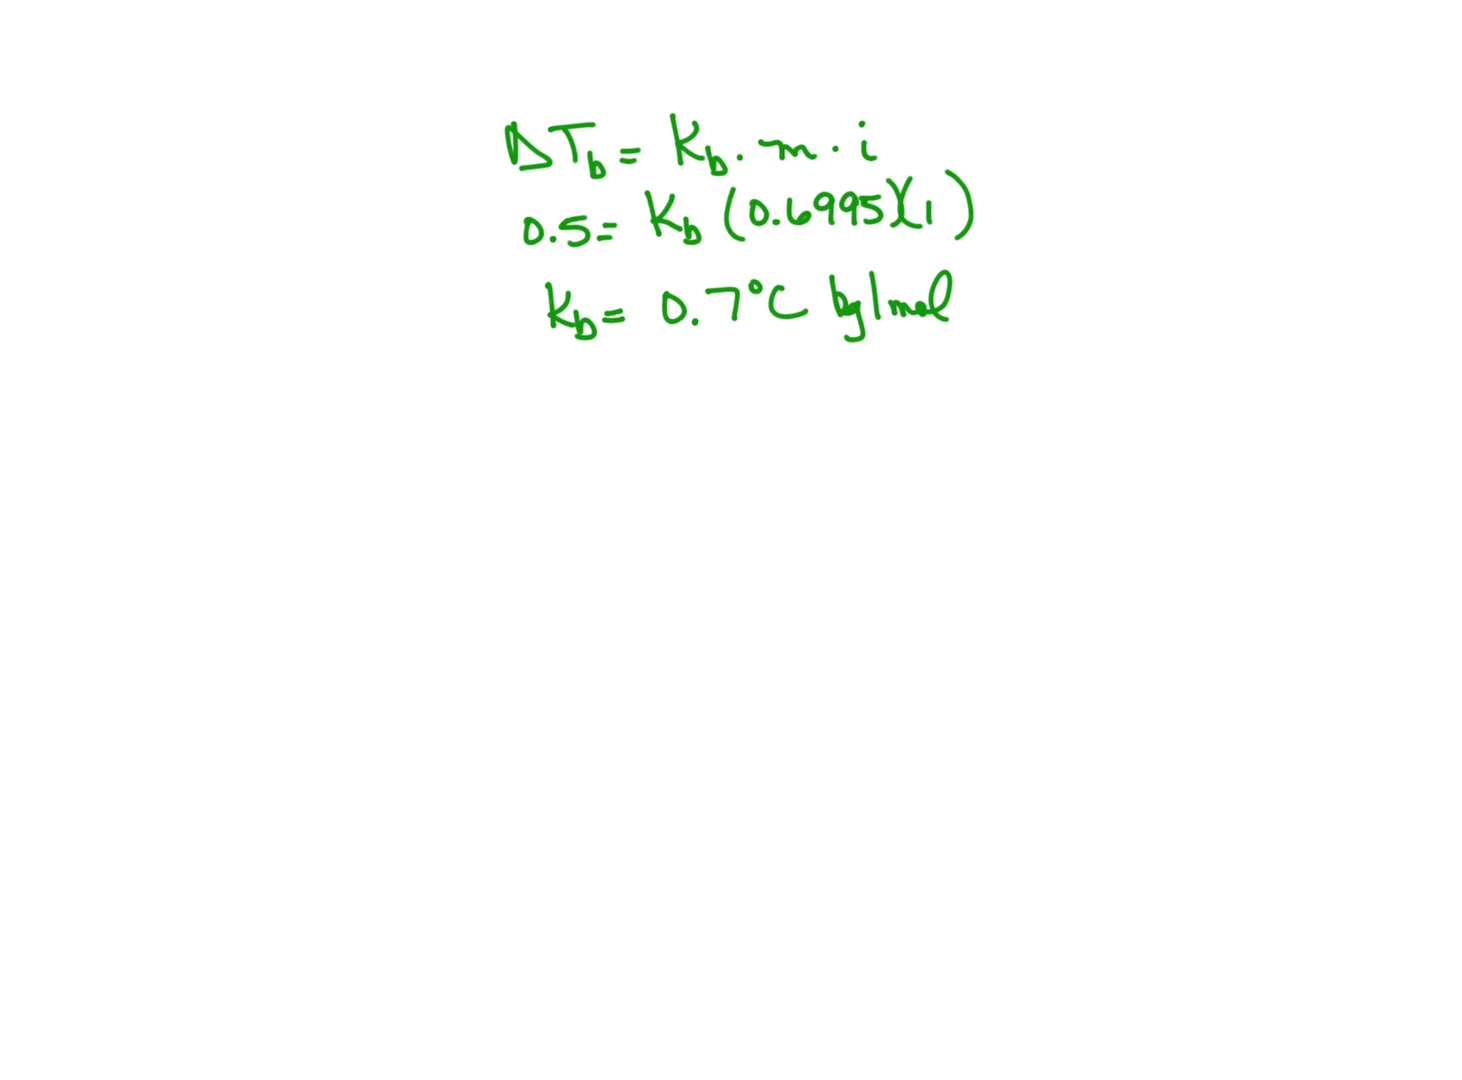 ΔT_b = K_b · m · i
0.5 = K_b (0.6995)(1)
K_b = 0.7°C kg/mol